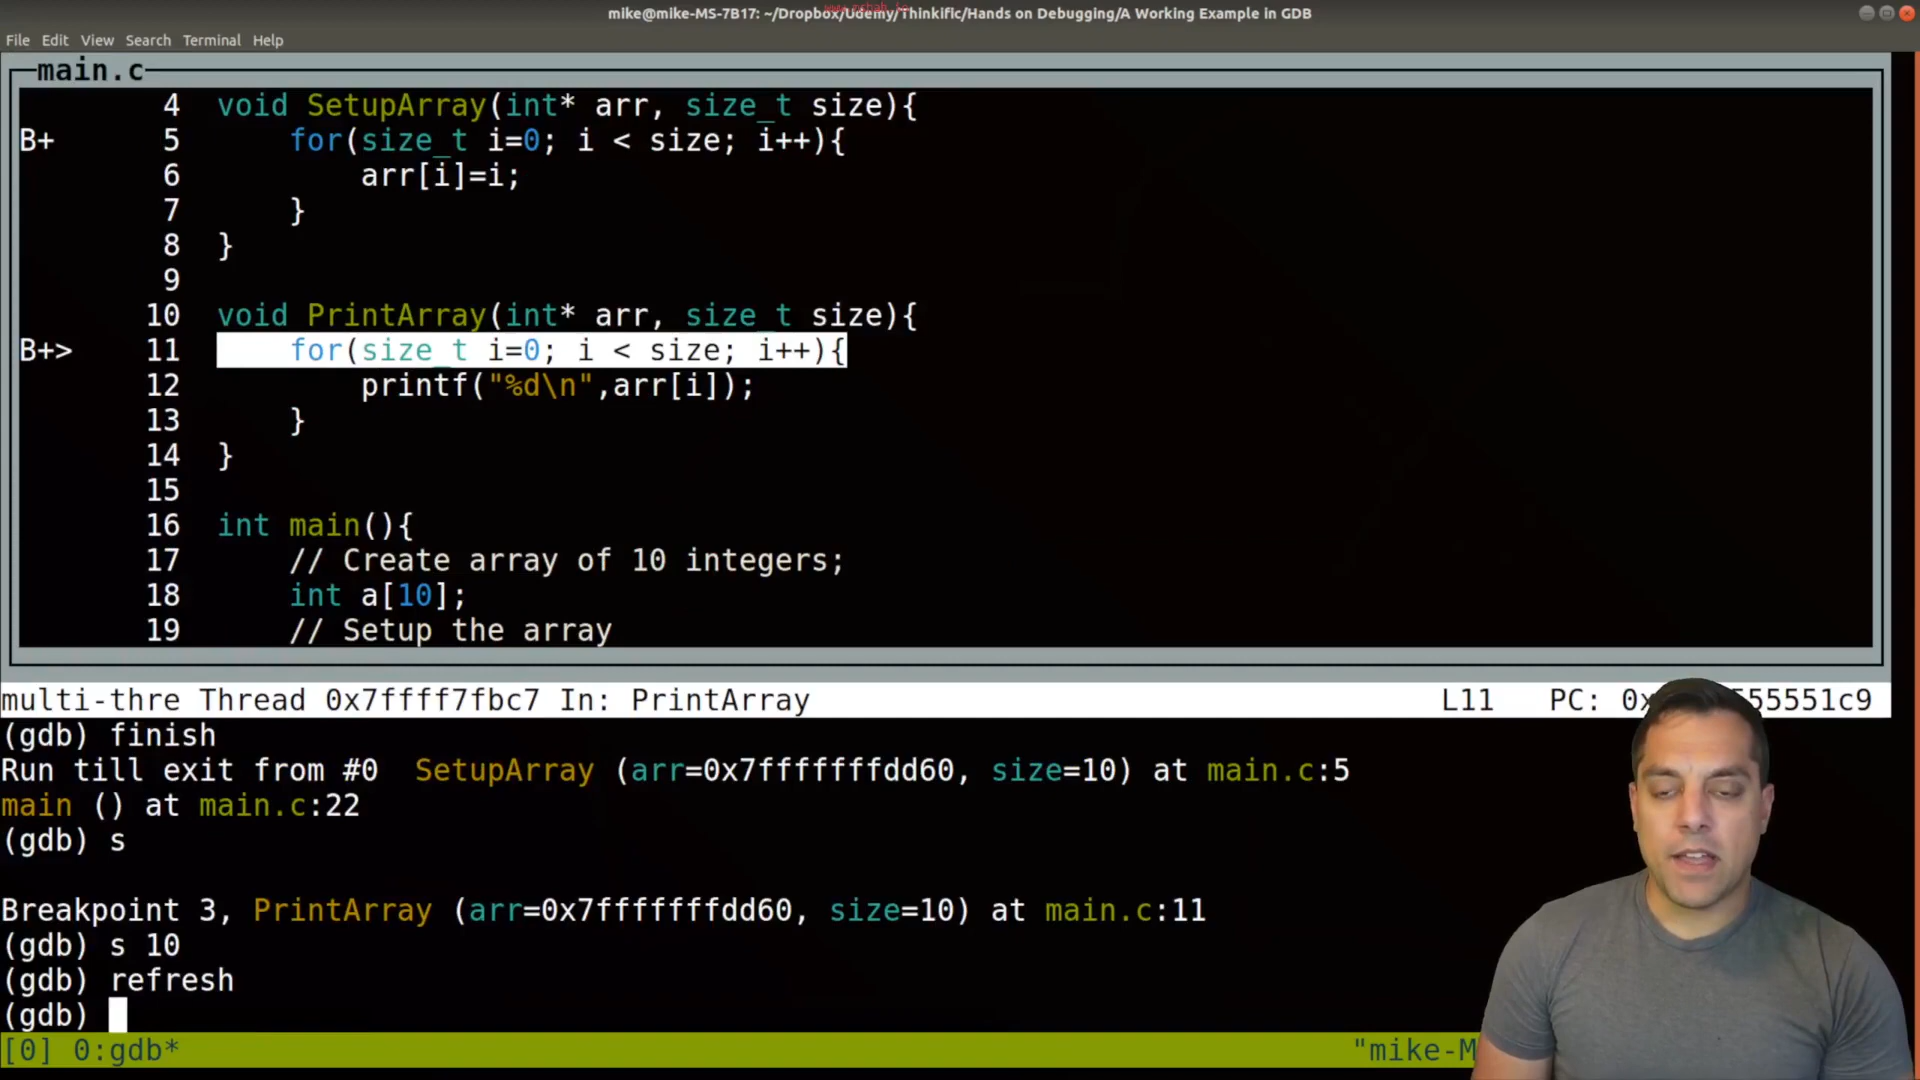 mike@mike-MS-7B17: ~/Dropbox/Udemy/Thinkific/Hands on Debugging/A Working Example in GDB
File Edit View Search Terminal Help
main.c
4 void SetupArray(int* arr, size_t size){
B+ 5 for(size_t i=0; i < size; i++){
6 arr[i]=i;
7 }
8 }
9
10 void PrintArray(int* arr, size_t size){
B+> 11 for(size_t i=0; i < size; i++){
12 printf("%d\n",arr[i]);
13 }
14 }
15
16 int main(){
17 // Create array of 10 integers;
18 int a[10];
19 // Setup the array
multi-thre Thread 0x7ffff7fbc7 In: PrintArray L11 PC: 0x 555551c9
(gdb) finish
Run till exit from #0 SetupArray (arr=0x7fffffffdd60, size=10) at main.c:5
main () at main.c:22
(gdb) s
Breakpoint 3, PrintArray (arr=0x7fffffffdd60, size=10) at main.c:11
(gdb) s 10
(gdb) refresh
(gdb)
[0] 0:gdb* "mike-M